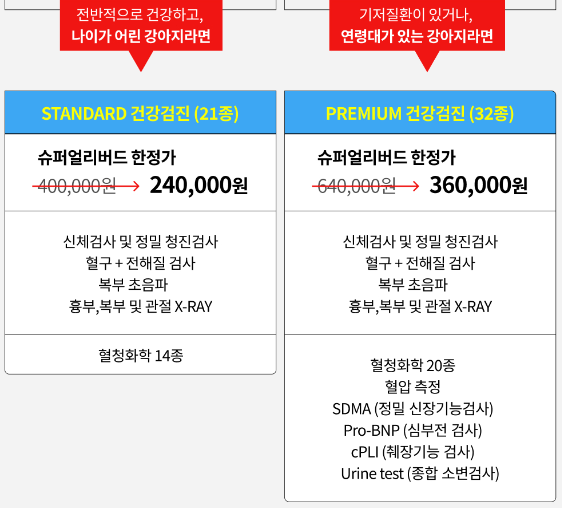 전반적으로 건강하고,
나이가 어린 강아지라면
기저질환이 있거나,
연령대가 있는 강아지라면
STANDARD 건강검진 (21종)
슈퍼얼리버드 한정가
400,000원 → 240,000원
신체검사 및 정밀 청진검사
혈구 + 전해질 검사
복부 초음파
흉부,복부 및 관절 X-RAY
혈청화학 14종
PREMIUM 건강검진 (32종)
슈퍼얼리버드 한정가
640,000원 → 360,000원
신체검사 및 정밀 청진검사
혈구 + 전해질 검사
복부 초음파
흉부,복부 및 관절 X-RAY
혈청화학 20종
혈압 측정
SDMA (정밀 신장기능검사)
Pro-BNP (심부전 검사)
cPLI (췌장기능 검사)
Urine test (종합 소변검사)